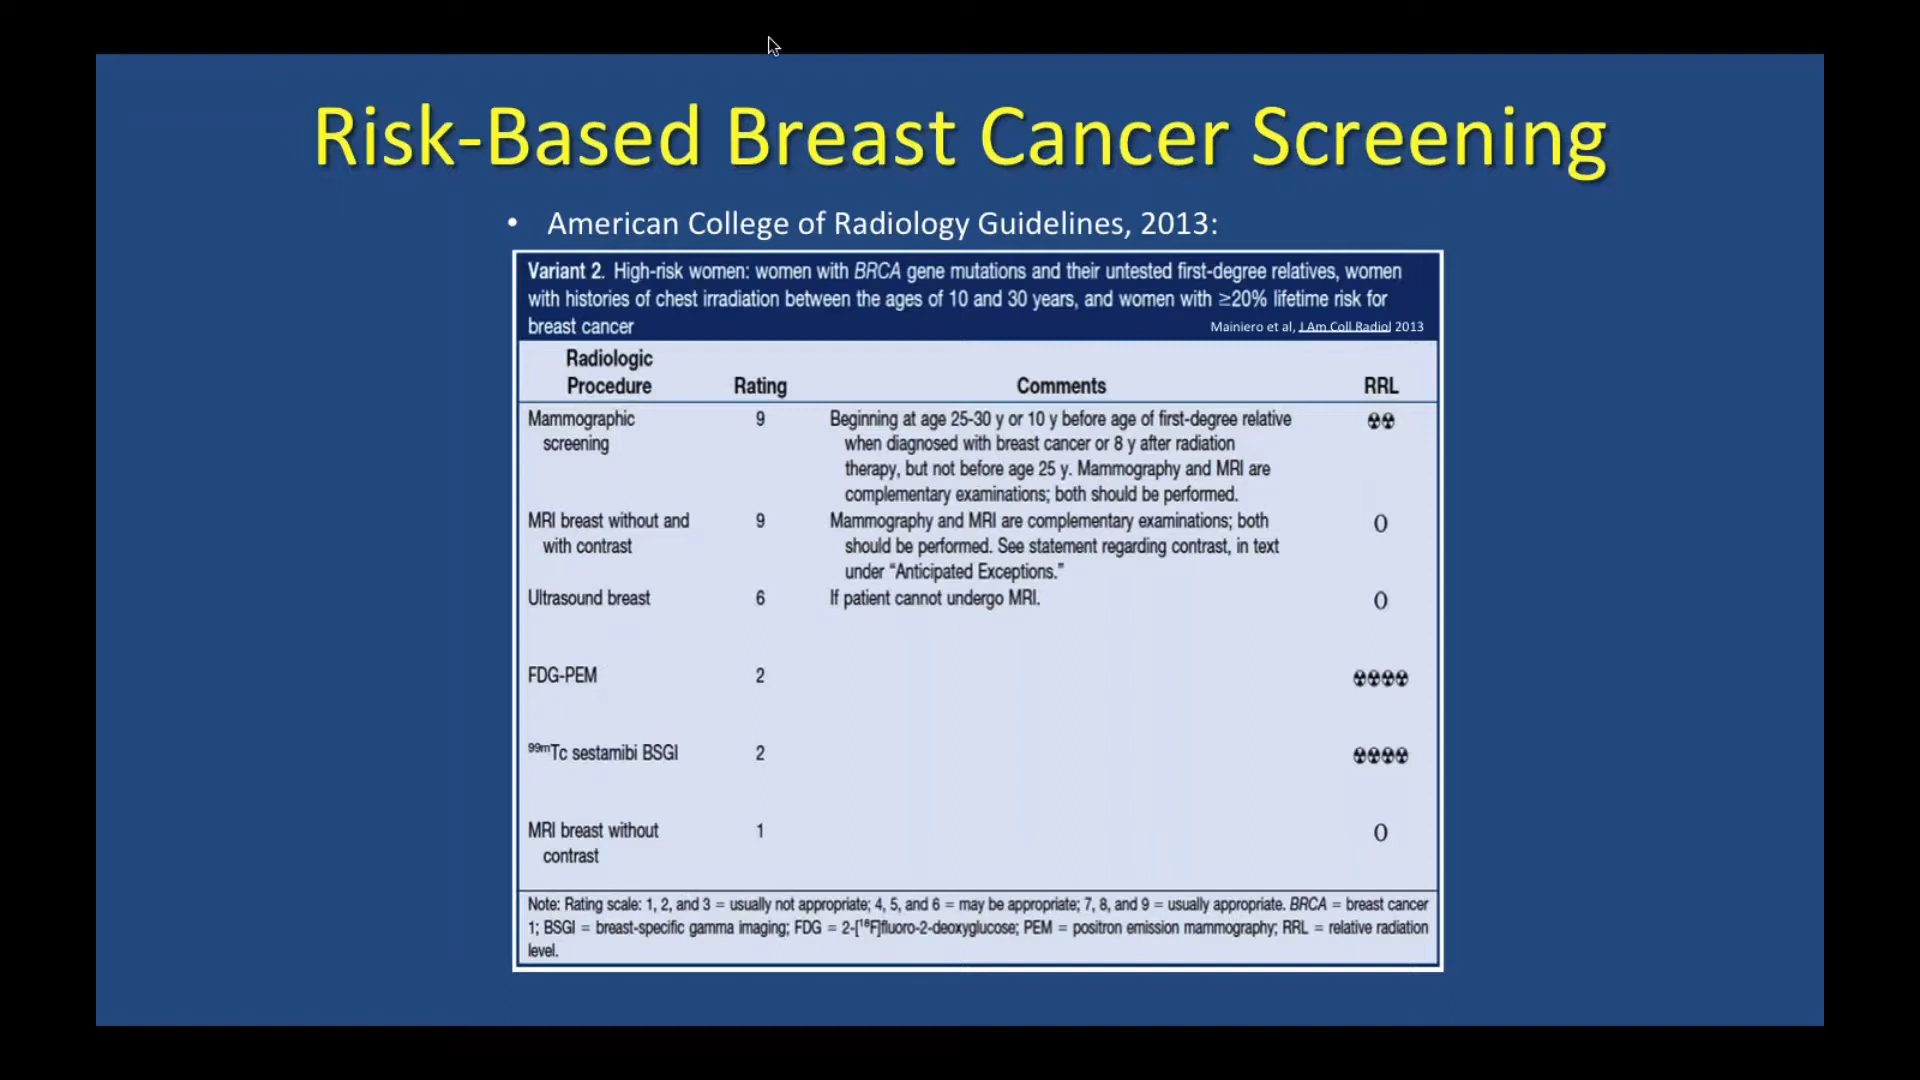 Risk-Based Breast Cancer Screening
• American College of Radiology Guidelines, 2013:
Variant 2. High-risk women: women with BRCA gene mutations and their untested first-degree relatives, women
with histories of chest irradiation between the ages of 10 and 30 years, and women with ≥20% lifetime risk for
breast cancer
Mainiero et al, J Am Coll Radiol 2013
Radiologic
Procedure Rating Comments RRL
Mammographic 9 Beginning at age 25-30 y or 10 y before age of first-degree relative ☢☢
screening when diagnosed with breast cancer or 8 y after radiation
therapy, but not before age 25 y. Mammography and MRI are
complementary examinations; both should be performed.
MRI breast without and 9 Mammography and MRI are complementary examinations; both O
with contrast should be performed. See statement regarding contrast, in text
under “Anticipated Exceptions.”
Ultrasound breast 6 If patient cannot undergo MRI. O
FDG-PEM 2 ☢☢☢☢
99mTc sestamibi BSGI 2 ☢☢☢☢
MRI breast without 1 O
contrast
Note: Rating scale: 1, 2, and 3 = usually not appropriate; 4, 5, and 6 = may be appropriate; 7, 8, and 9 = usually appropriate. BRCA = breast cancer
1; BSGI = breast-specific gamma imaging; FDG = 2-[18F]fluoro-2-deoxyglucose; PEM = positron emission mammography; RRL = relative radiation
level.